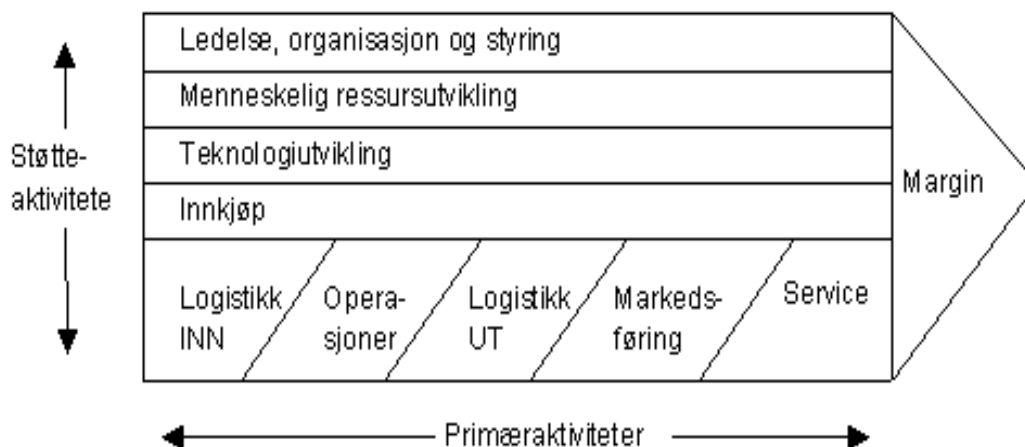 Ledelse, organisasjon og styring
Menneskelig ressursutvikling
Teknologiutvikling
Innkjøp
Støtte-
aktivitete
Margin
Logistikk
INN
Opera-
sjoner
Logistikk
UT
Markeds-
føring
Service
Primæraktiviteter